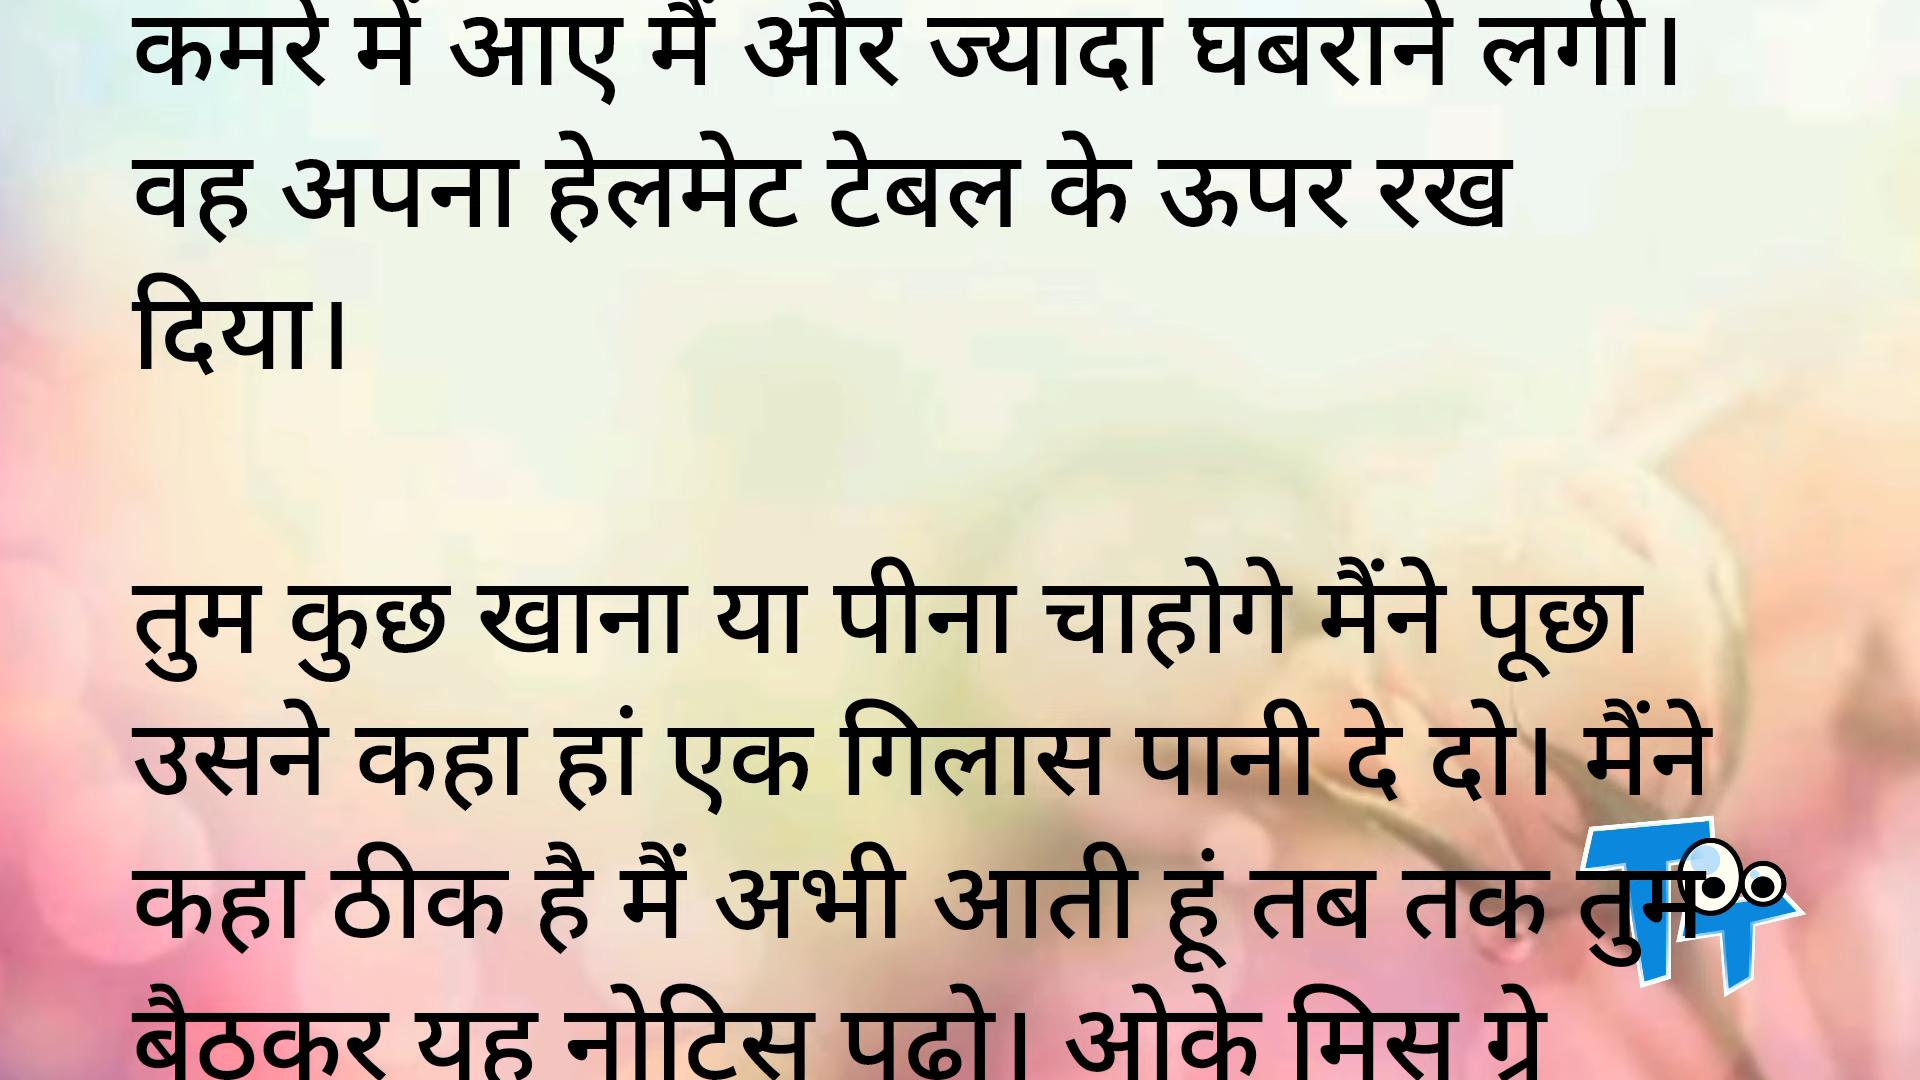 कमरे में आए मैं और ज्यादा घबराने लगी।
वह अपना हेलमेट टेबल के ऊपर रख
दिया।
तुम कुछ खाना या पीना चाहोगे मैंने पूछा
उसने कहा हां एक गिलास पानी दे दो। मैंने
कहा ठीक है मैं अभी आती हूं तब तक तुम
बैठकर यह नोटिस पढो। ओके मिस ग्रे
TT